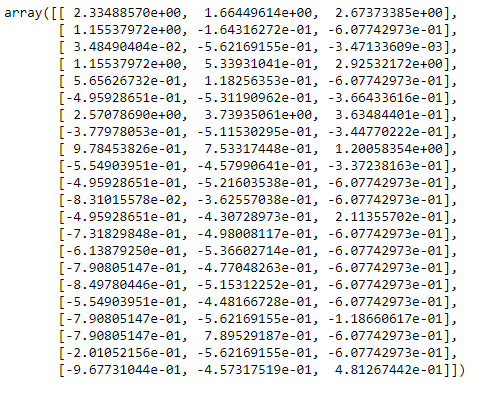 array([[ 2.33488570e+00, 1.66449614e+00, 2.67373385e+00],
[ 1.15537972e+00, -1.64316272e-01, -6.07742973e-01],
[ 3.48490404e-02, -5.62169155e-01, -3.47133609e-03],
[ 1.15537972e+00, 5.33931041e-01, 2.92532172e+00],
[ 5.65626732e-01, 1.18256353e-01, -6.07742973e-01],
[-4.95928651e-01, -5.31190962e-01, -3.66433616e-01],
[ 2.57078690e+00, 3.73935061e+00, 3.63484401e-01],
[-3.77978053e-01, -5.11530295e-01, -3.44770222e-01],
[ 9.78453826e-01, 7.53317448e-01, 1.20058354e+00],
[-5.54903951e-01, -4.57990641e-01, -3.37238163e-01],
[-4.95928651e-01, -5.21603538e-01, -6.07742973e-01],
[-8.31015578e-02, -3.62557038e-01, -6.07742973e-01],
[-4.95928651e-01, -4.30728973e-01, 2.11355702e-01],
[-7.31829848e-01, -4.98008117e-01, -6.07742973e-01],
[-6.13879250e-01, -5.36602714e-01, -6.07742973e-01],
[-7.90805147e-01, -4.77048263e-01, -6.07742973e-01],
[-8.49780446e-01, -5.15312252e-01, -6.07742973e-01],
[-5.54903951e-01, -4.48166728e-01, -6.07742973e-01],
[-7.90805147e-01, -5.62169155e-01, -1.18660617e-01],
[-7.90805147e-01, 7.89529187e-01, -6.07742973e-01],
[-2.01052156e-01, -5.62169155e-01, -6.07742973e-01],
[-9.67731044e-01, -4.57317519e-01, 4.81267442e-01]])